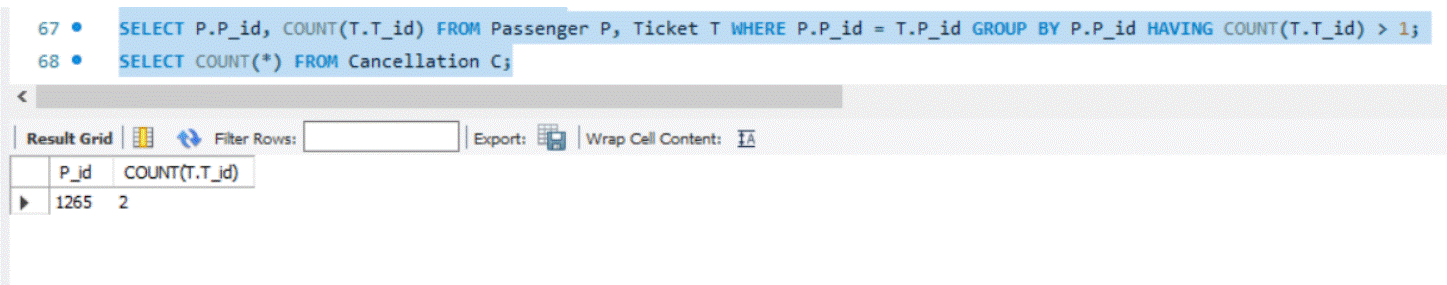 67 SELECT P.P_id, COUNT(T.T_id) FROM Passenger P, Ticket T WHERE P.P_id = T.P_id GROUP BY P.P_id HAVING COUNT(T.T_id) > 1;
68 SELECT COUNT(*) FROM Cancellation C;
Result Grid Filter Rows: Export: Wrap Cell Content: IA
P_id COUNT(T.T_id)
1265 2